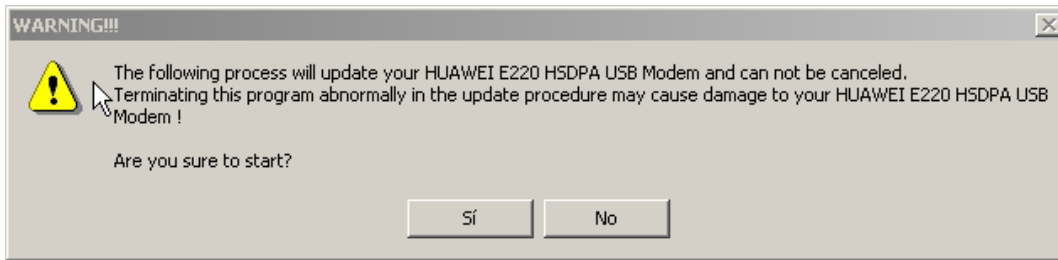 WARNING!!!
The following process will update your HUAWEI E220 HSDPA USB Modem and can not be canceled.
Terminating this program abnormally in the update procedure may cause damage to your HUAWEI E220 HSDPA USB
Modem !
Are you sure to start?
Sí
No